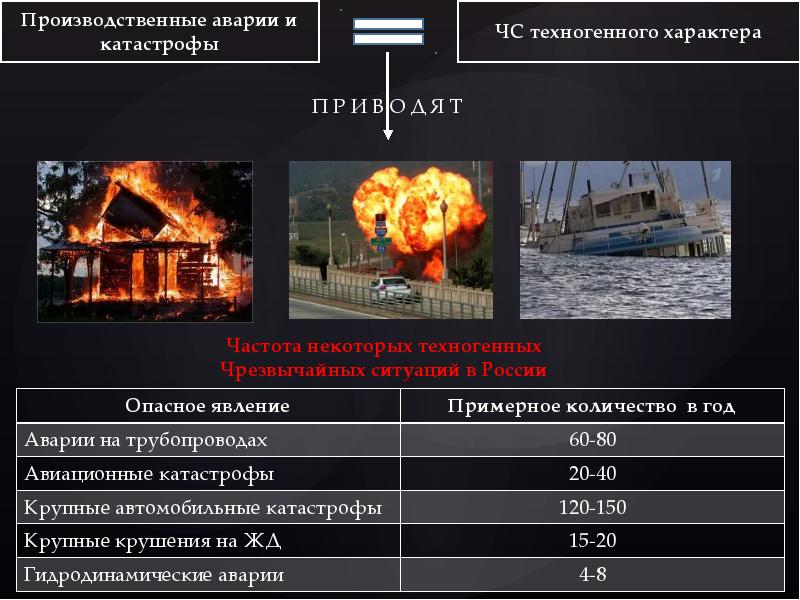 Производственные аварии и
катастрофы
ЧС техногенного характера
ПРИВОДЯТ
Частота некоторых техногенных
Чрезвычайных ситуаций в России
Опасное явление
Примерное количество в год
Аварии на трубопроводах
60-80
Авиационные катастрофы
20-40
Крупные автомобильные катастрофы
120-150
Крупные крушения на ЖД
15-20
Гидродинамические аварии
4-8